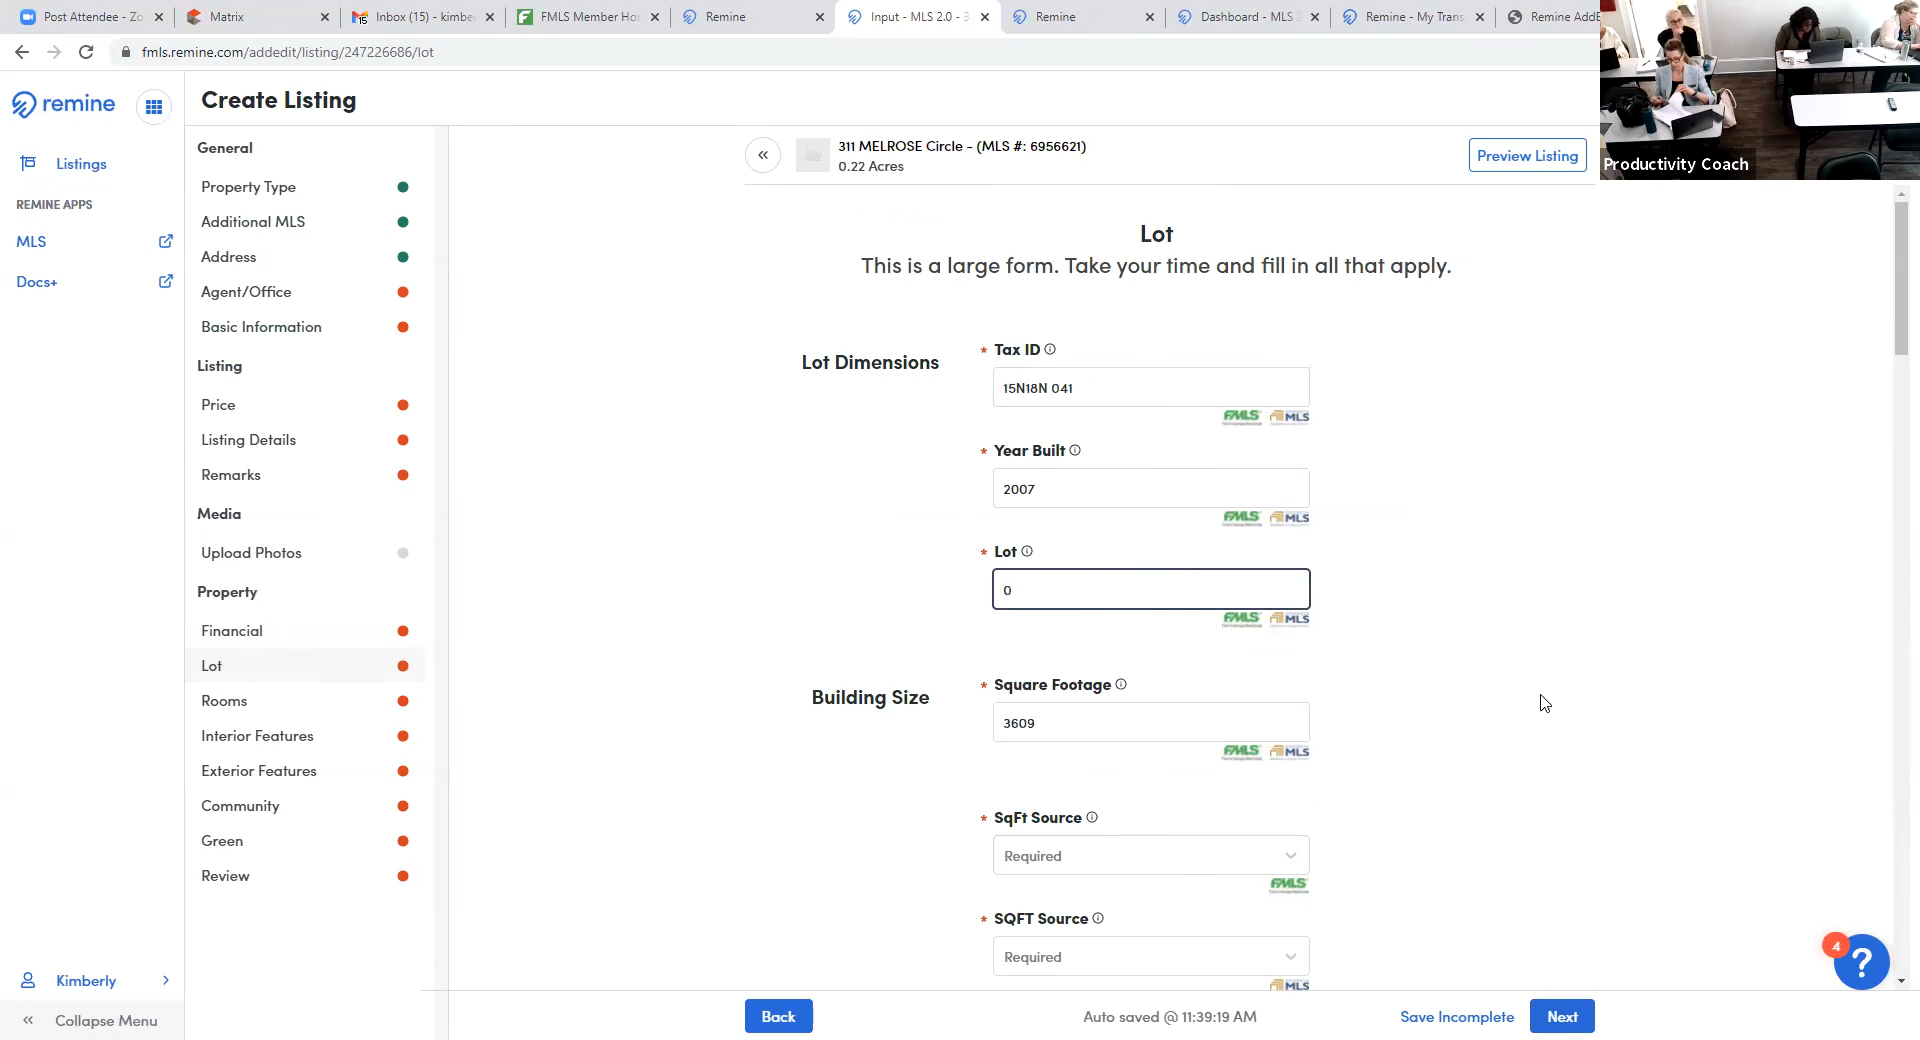 Post Attendee - Zo
Matrix
Inbox (15) - kimbe
FMLS Member Ho
Remine
Input - MLS 2.0 - 3
Remine
Dashboard - MLS
Remine - My Trans
Remine AddE
fmls.remine.com/addedit/listing/247226686/lot
remine
Create Listing
Productivity Coach
Listings
REMINE APPS
MLS
Docs+
General
Property Type
Additional MLS
Address
Agent/Office
Basic Information
Listing
Price
Listing Details
Remarks
Media
Upload Photos
Property
Financial
Lot
Rooms
Interior Features
Exterior Features
Community
Green
Review
Kimberly
Collapse Menu
311 MELROSE Circle - (MLS #: 6956621)
0.22 Acres
Preview Listing
Lot
This is a large form. Take your time and fill in all that apply.
Lot Dimensions
* Tax ID
15N18N 041
FMLS MLS
* Year Built
2007
FMLS MLS
* Lot
0
FMLS MLS
Building Size
* Square Footage
3609
FMLS MLS
* SqFt Source
Required
FMLS
* SQFT Source
Required
MLS
4
?
Back
Auto saved @ 11:39:19 AM
Save Incomplete
Next